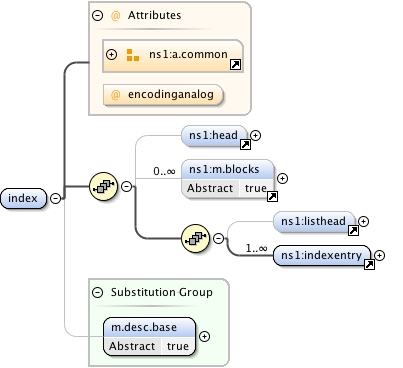 @ Attributes
ns1:a.common
@ encodinganalog
ns1:head
0..∞
ns1:m.blocks
Abstract true
index
ns1:listhead
1..∞
ns1:indexentry
Substitution Group
m.desc.base
Abstract true